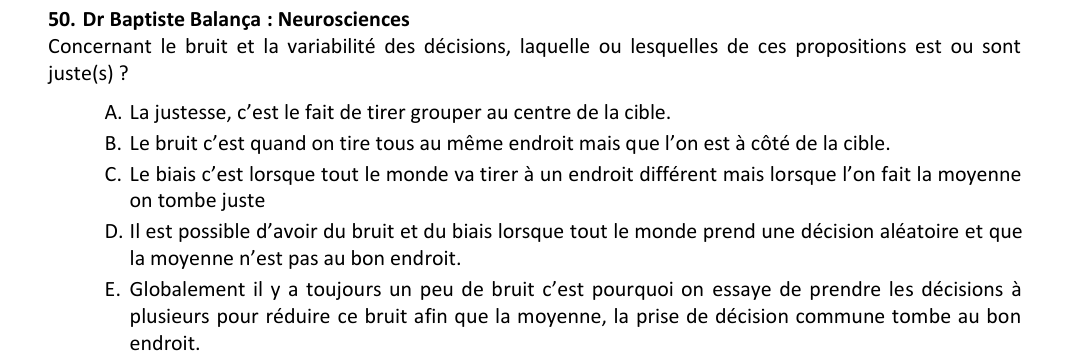 50. Dr Baptiste Balança : Neurosciences
Concernant le bruit et la variabilité des décisions, laquelle ou lesquelles de ces propositions est ou sont
juste(s) ?
A. La justesse, c’est le fait de tirer grouper au centre de la cible.
B. Le bruit c’est quand on tire tous au même endroit mais que l’on est à côté de la cible.
C. Le biais c’est lorsque tout le monde va tirer à un endroit différent mais lorsque l’on fait la moyenne
on tombe juste
D. Il est possible d’avoir du bruit et du biais lorsque tout le monde prend une décision aléatoire et que
la moyenne n’est pas au bon endroit.
E. Globalement il y a toujours un peu de bruit c’est pourquoi on essaye de prendre les décisions à
plusieurs pour réduire ce bruit afin que la moyenne, la prise de décision commune tombe au bon
endroit.